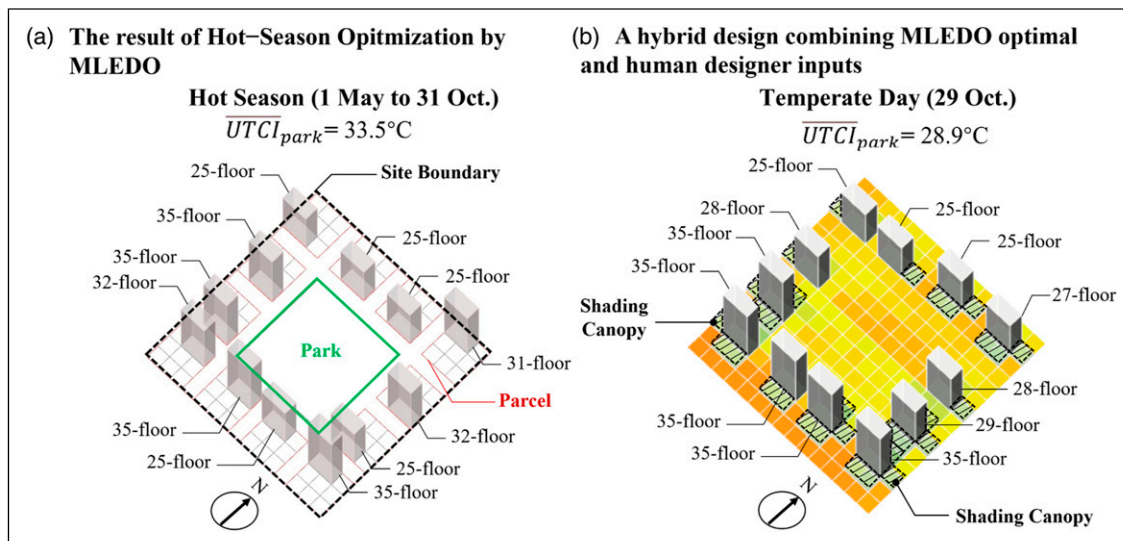 (a) The result of Hot−Season Opitmization by
MLEDO
Hot Season (1 May to 31 Oct.)
UTCI park = 33.5°C
25-floor
Site Boundary
35-floor
25-floor
35-floor
25-floor
32-floor
Park
31-floor
Parcel
35-floor
32-floor
25-floor
25-floor
35-floor
N
(b) A hybrid design combining MLEDO optimal
and human designer inputs
Temperate Day (29 Oct.)
UTCI park = 28.9°C
25-floor
28-floor
25-floor
35-floor
25-floor
35-floor
27-floor
Shading
Canopy
28-floor
35-floor
29-floor
35-floor
35-floor
N
Shading Canopy